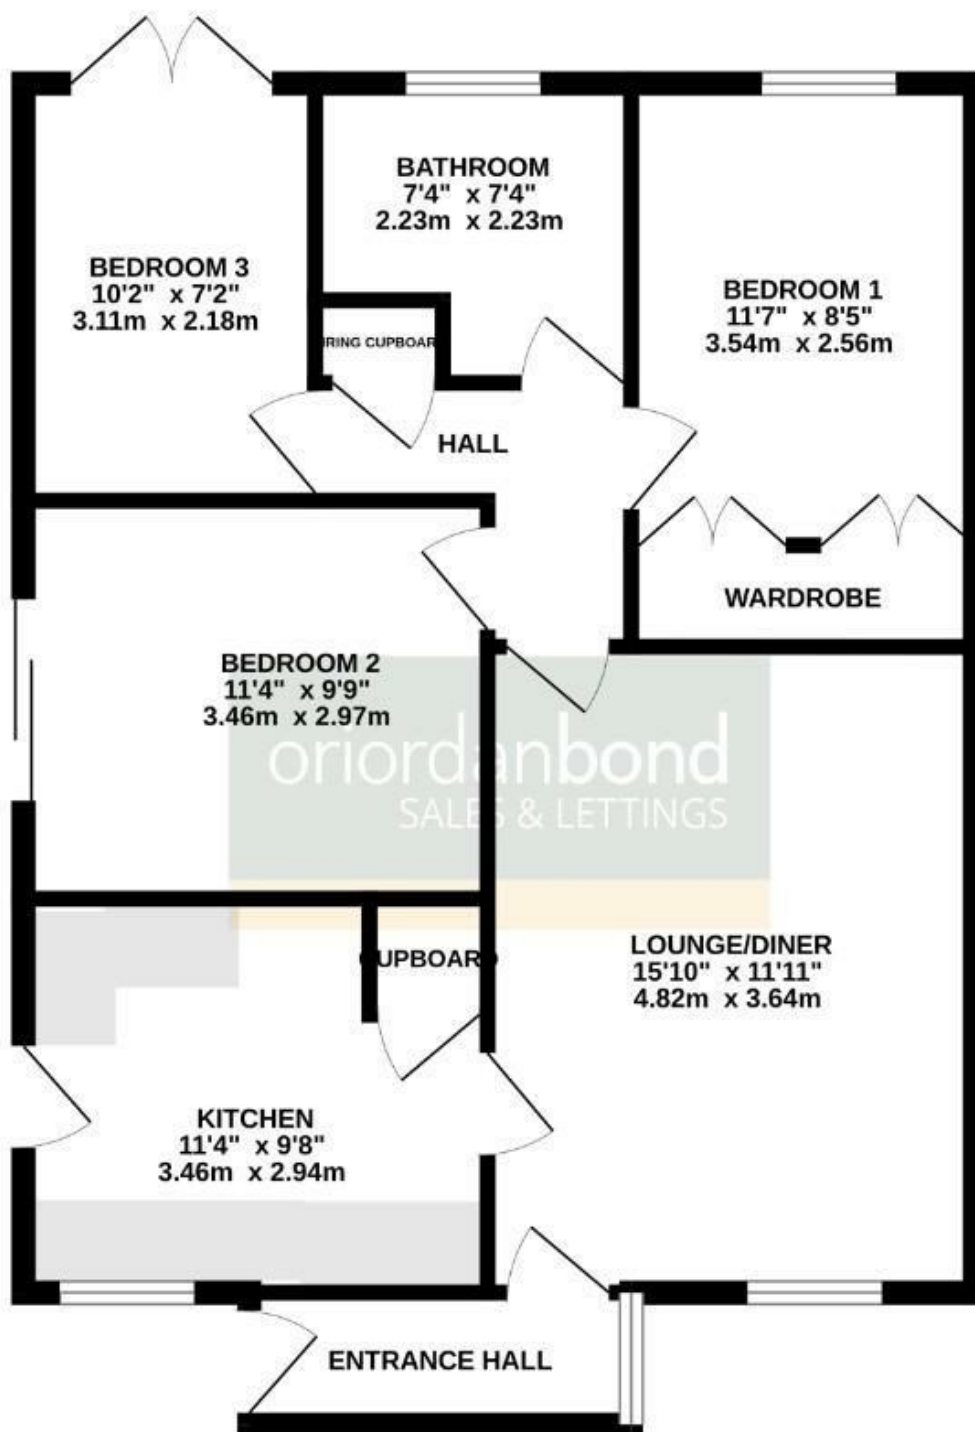 BATHROOM
7'4" x 7'4"
2.23m x 2.23m
BEDROOM 3
10'2" x 7'2"
3.11m x 2.18m
BEDROOM 1
11'7" x 8'5"
3.54m x 2.56m
IRING CUPBOAR
HALL
WARDROBE
BEDROOM 2
11'4" x 9'9"
3.46m x 2.97m
oriordanbond
SALES & LETTINGS
LOUNGE/DINER
15'10" x 11'11"
4.82m x 3.64m
CUPBOARD
KITCHEN
11'4" x 9'8"
3.46m x 2.94m
ENTRANCE HALL